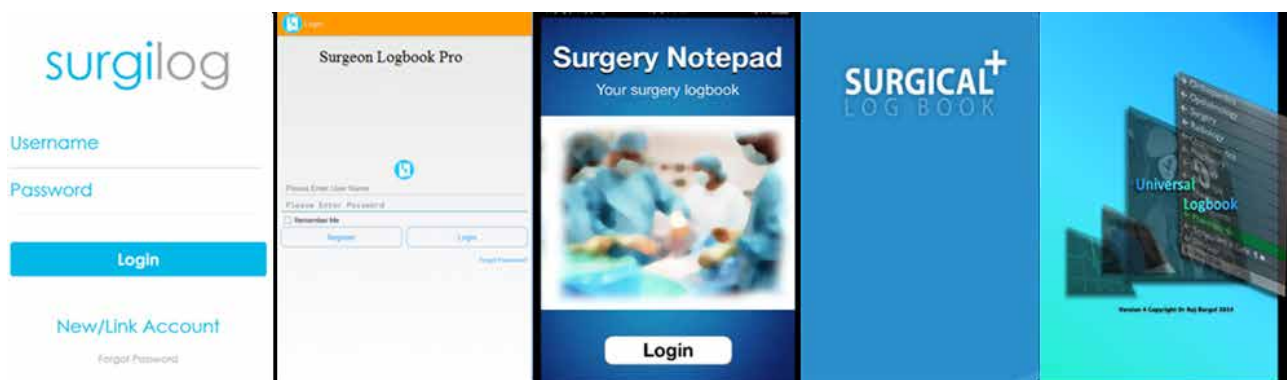 surgilog
Username
Password
Login
New/Link Account
Forgot Password
Login
Surgeon Logbook Pro
Please Enter User Name
Please Enter Password
Remember Me
Register
Login
Forgot Password
Surgery Notepad
Your surgery logbook
Login
SURGICAL+
LOG BOOK
Surgery
Radiology
Universal
Logbook
Version 4 Copyright Dr Raj Bargul 2014